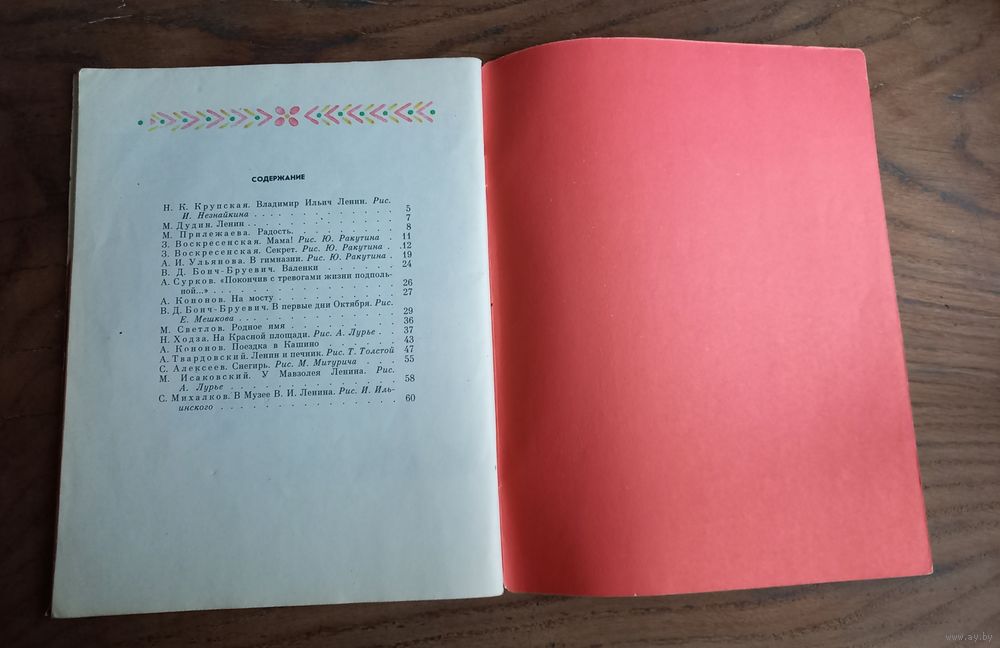 СОДЕРЖАНИЕ
Н. К. Крупская. Владимир Ильич Ленин. Рис.
И. Незнайкина . . . . . . . . . . . . . 5
М. Дудин. Ленин . . . . . . . . . . . . . 7
М. Прилежаева. Радость. . . . . . . . . . . 8
З. Воскресенская. Мама! Рис. Ю. Ракутина . 11
З. Воскресенская. Секрет. Рис. Ю. Ракутина . 12
А. И. Ульянова. В гимназии. Рис. Ю. Ракутина . 19
В. Д. Бонч-Бруевич. Валенки . . . . . . 24
А. Сурков. «Покончив с тревогами жизни подполь-
ной...» . . . . . . . . . . . . . . . 26
А. Кононов. На мосту . . . . . . . . . . 27
В. Д. Бонч-Бруевич. В первые дни Октября. Рис.
Е. Мешкова . . . . . . . . . . . . . . 29
М. Светлов. Родное имя . . . . . . . . . 36
Н. Ходза. На Красной площади. Рис. А. Лурье . . 37
А. Кононов. Поездка в Кашино . . . . . . 43
А. Твардовский. Ленин и печник. Рис. Т. Толстой 47
С. Алексеев. Снегирь. Рис. М. Митурича . . . 55
М. Исаковский. У Мавзолея Ленина. Рис.
А. Лурье . . . . . . . . . . . . . . . 58
С. Михалков. В Музее В. И. Ленина. Рис. И. Иль-
инского . . . . . . . . . . . . . . . 60
www.ay.by